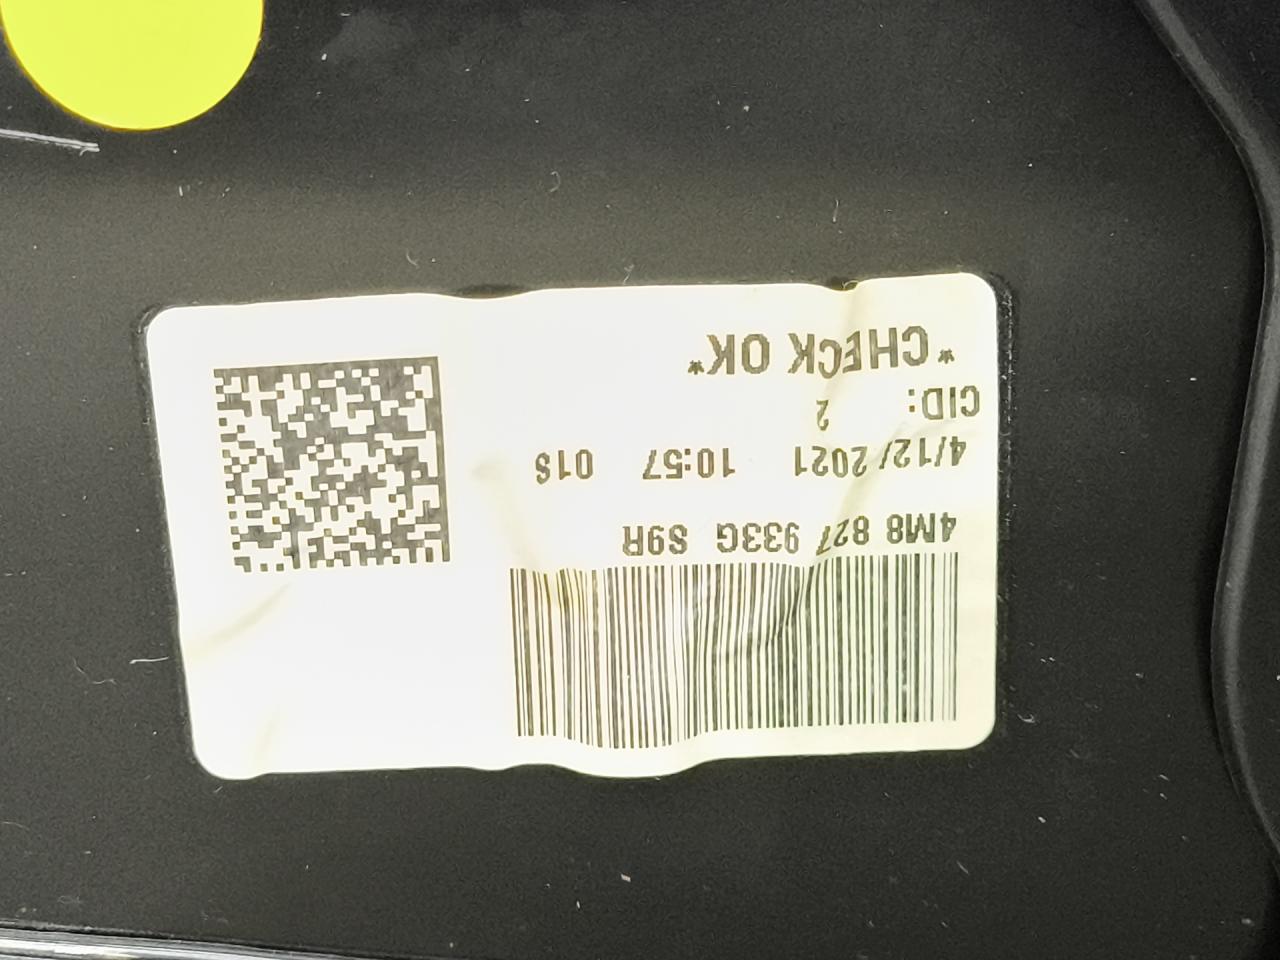 4M8 827 933G S9R
4/12/2021 10:57 01S
CID: 2
*CHECK OK*